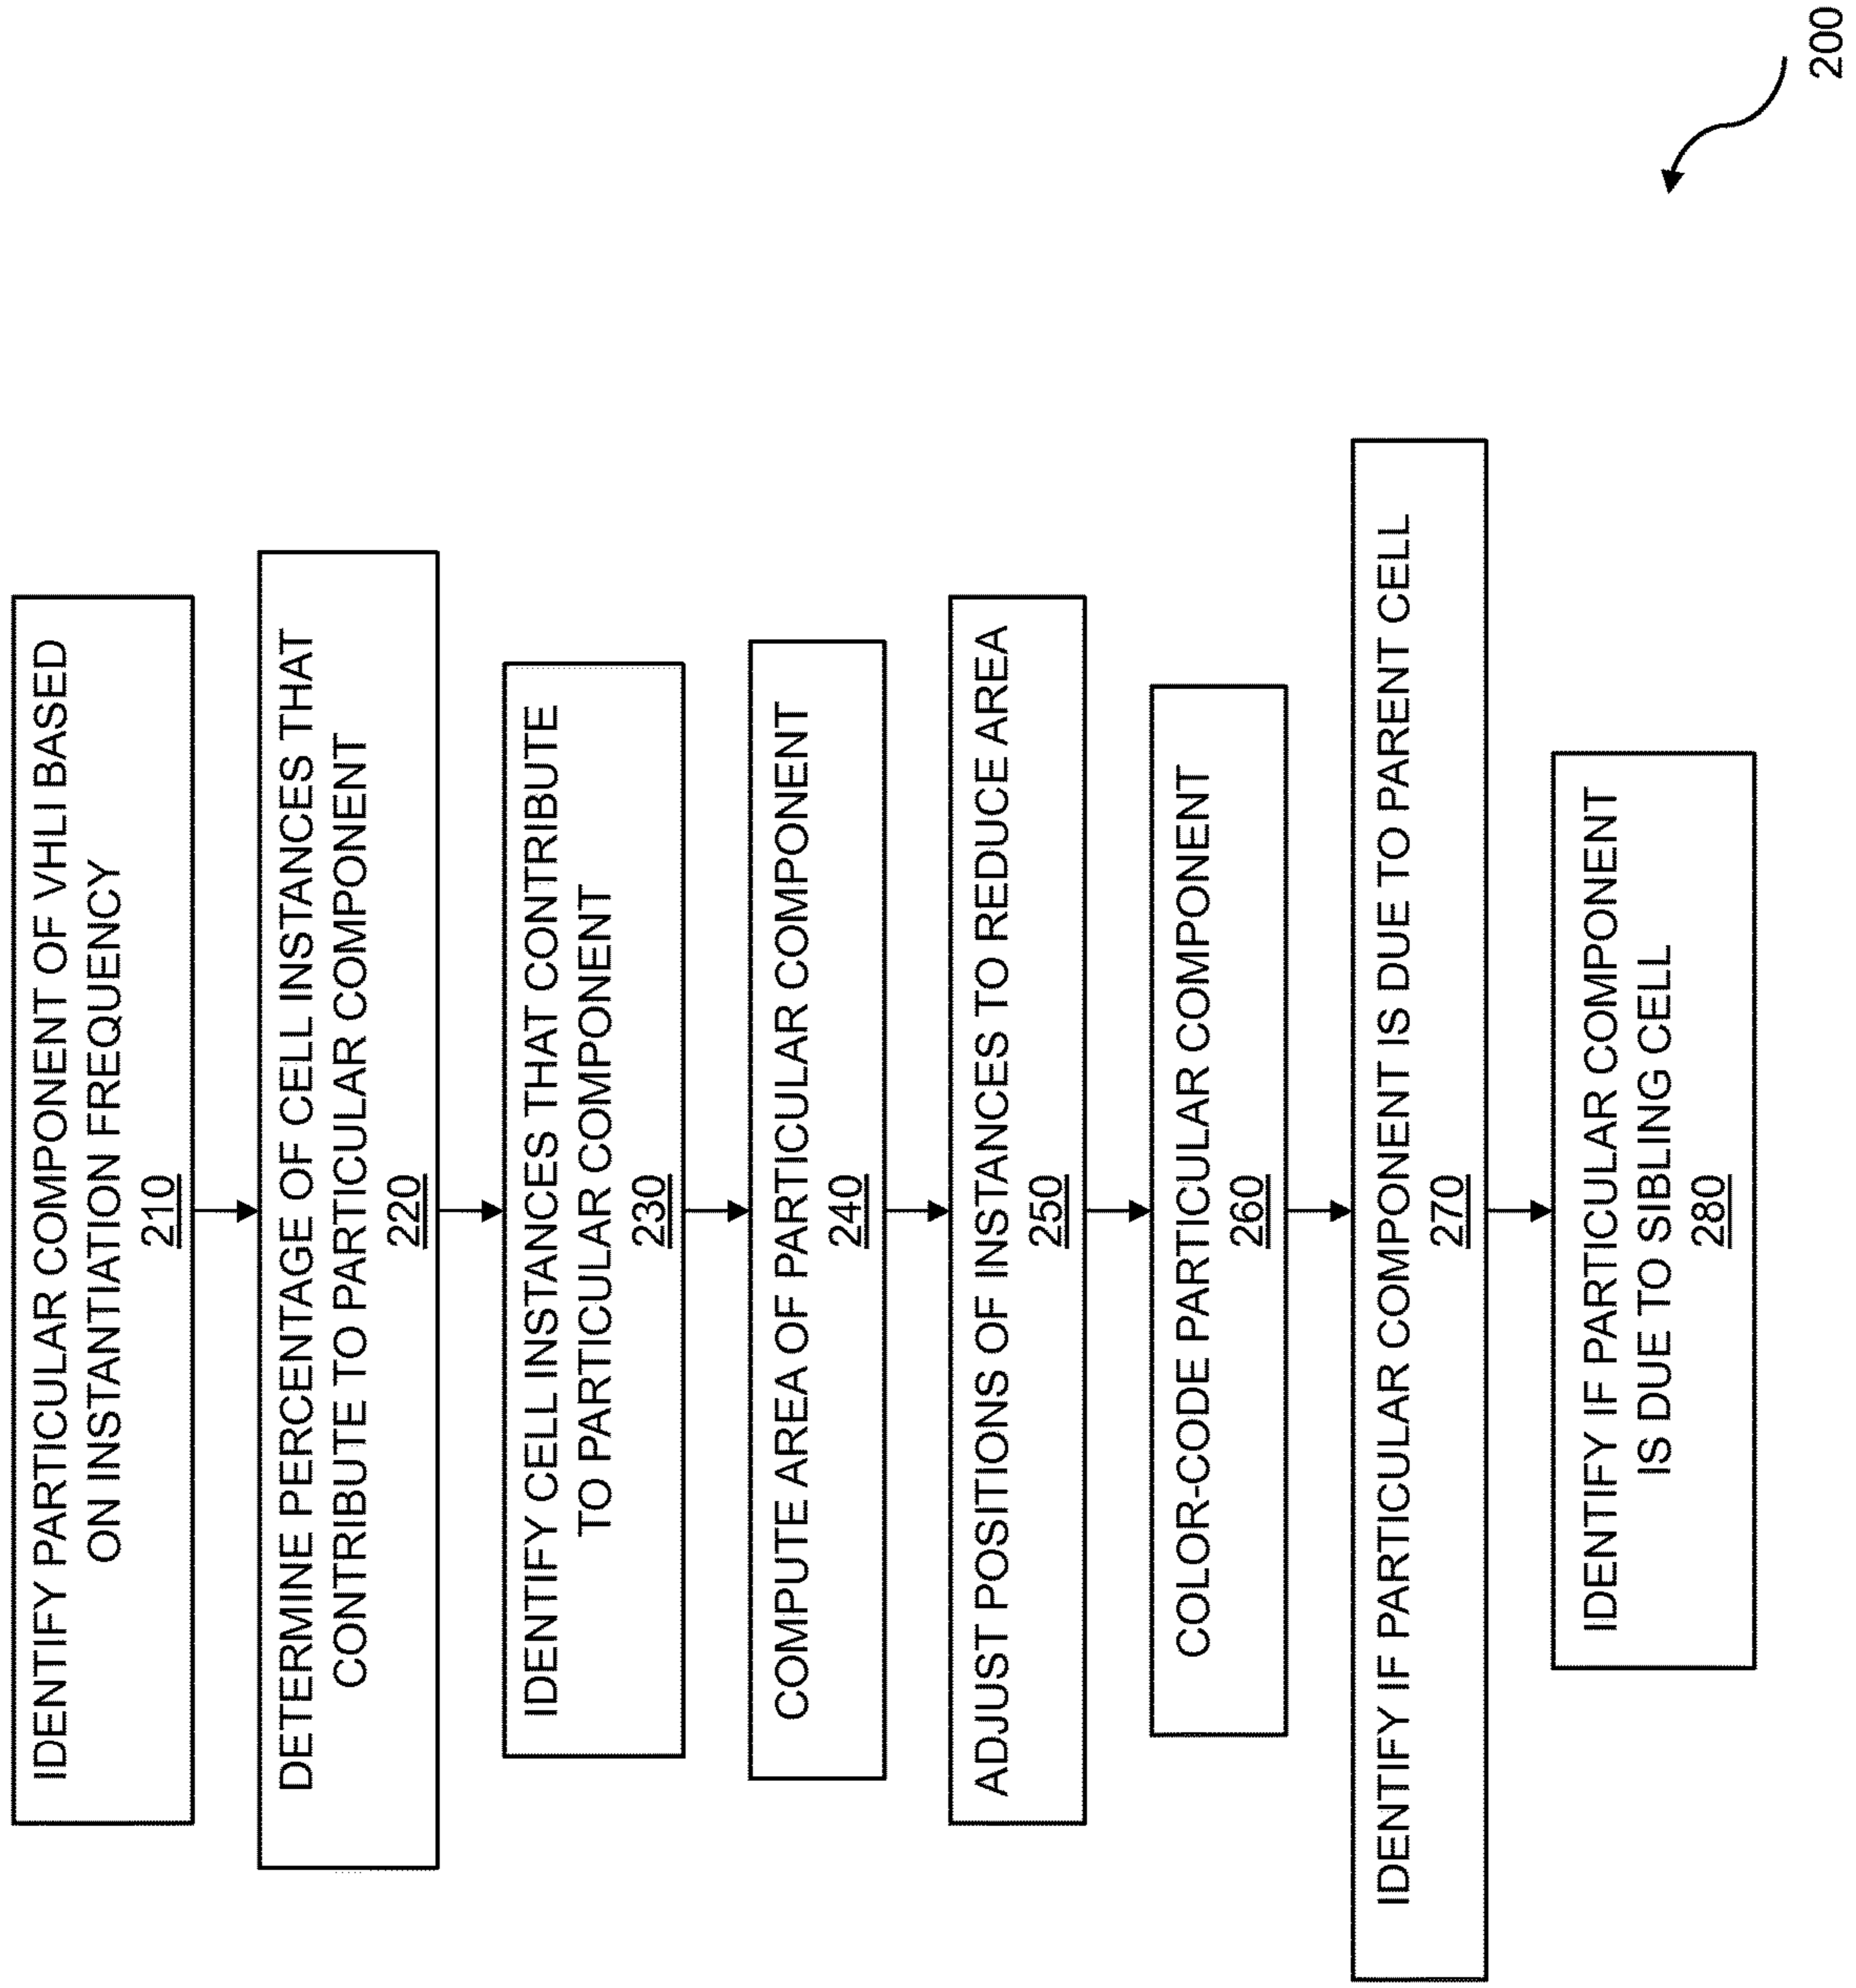 IDENTIFY PARTICULAR COMPONENT OF VHLI BASED
ON INSTANTIATION FREQUENCY
210
DETERMINE PERCENTAGE OF CELL INSTANCES THAT
CONTRIBUTE TO PARTICULAR COMPONENT
220
IDENTIFY CELL INSTANCES THAT CONTRIBUTE
TO PARTICULAR COMPONENT
230
COMPUTE AREA OF PARTICULAR COMPONENT
240
ADJUST POSITIONS OF INSTANCES TO REDUCE AREA
250
COLOR-CODE PARTICULAR COMPONENT
260
IDENTIFY IF PARTICULAR COMPONENT IS DUE TO PARENT CELL
270
IDENTIFY IF PARTICULAR COMPONENT
IS DUE TO SIBLING CELL
280
200